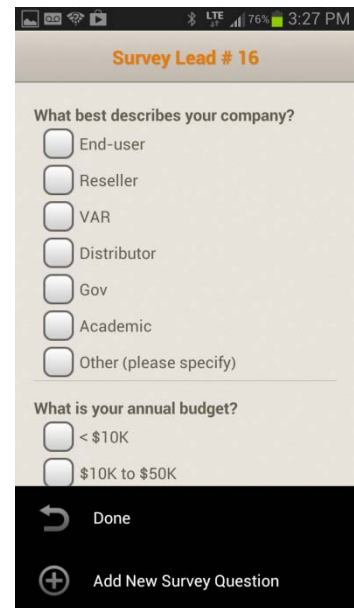 LTE 76% 3:27 PM
Survey Lead # 16
What best describes your company?
End-user
Reseller
VAR
Distributor
Gov
Academic
Other (please specify)
What is your annual budget?
< $10K
$10K to $50K
Done
Add New Survey Question